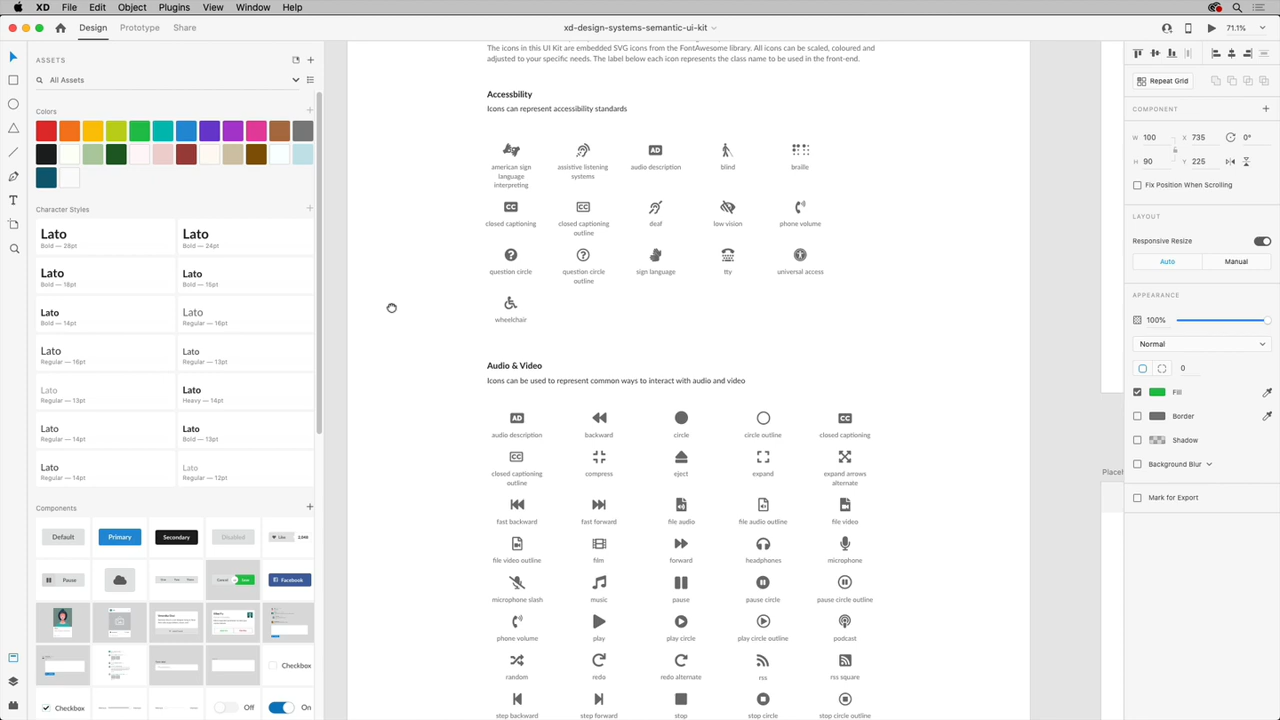 XD File Edit Object Plugins View Window Help
Design Prototype Share
xd-design-systems-semantic-ui-kit
71.1%
ASSETS
All Assets
Colors
Character Styles
Lato Lato
Bold — 28pt Bold — 24pt
Lato Lato
Bold — 18pt Bold — 15pt
Lato Lato
Bold — 14pt Regular — 16pt
Lato Lato
Regular — 16pt Regular — 13pt
Lato Lato
Regular — 13pt Heavy — 14pt
Lato Lato
Regular — 14pt Bold — 13pt
Lato Lato
Regular — 14pt Regular — 12pt
Components
Default Primary Secondary Disabled Like
Pause Facebook
Checkbox
Checkbox Off On
The icons in this UI Kit are embedded SVG icons from the FontAwesome library. All icons can be scaled, coloured and
adjusted to your specific needs. The label below each icon represents the class name to be used in the front-end.
Accessbility
Icons can represent accessibility standards
american sign
language
interpreting
assistive listening
systems
audio description
blind
braille
closed captioning
closed captioning
outline
deaf
low vision
phone volume
question circle
question circle
outline
sign language
tty
universal access
wheelchair
Audio & Video
Icons can be used to represent common ways to interact with audio and video
AD CC
audio description backward circle circle outline closed captioning
closed captioning
outline
compress
eject
expand
expand arrows
alternate
fast backward fast forward file audio file audio outline file video
file video outline film forward headphones microphone
microphone slash music pause pause circle pause circle outline
phone volume play play circle play circle outline podcast
random redo redo alternate rss rss square
step backward step forward stop stop circle stop circle outline
Repeat Grid
COMPONENT
W 100 X 735 0°
H 90 Y 278
Fix Position When Scrolling
LAYOUT
Responsive Resize
Auto Manual
APPEARANCE
100%
Normal
0
Fill
Border
Shadow
Background Blur
Mark for Export